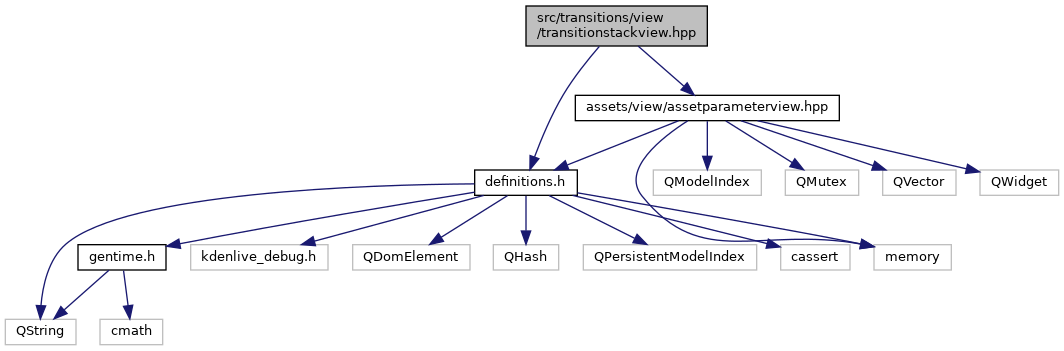 src/transitions/view
/transitionstackview.hpp
assets/view/assetparameterview.hpp
definitions.h
QModelIndex
QMutex
QVector
QWidget
gentime.h
kdenlive_debug.h
QDomElement
QHash
QPersistentModelIndex
cassert
memory
QString
cmath